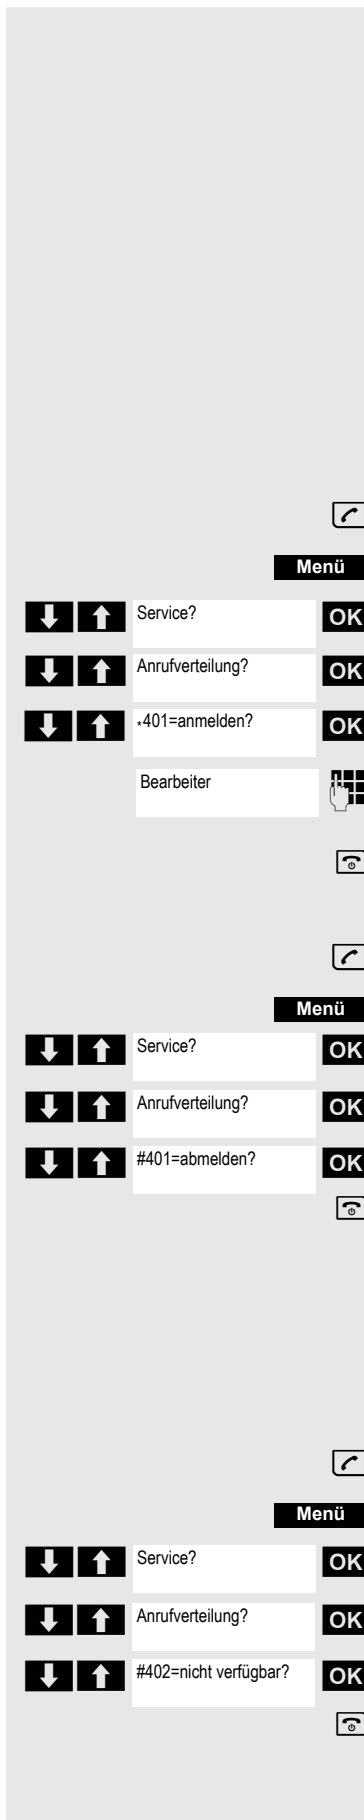 Menü
Service? OK
Anrufverteilung? OK
*401=anmelden? OK
Bearbeiter
Menü
Service? OK
Anrufverteilung? OK
#401=abmelden? OK
Menü
Service? OK
Anrufverteilung? OK
#402=nicht verfügbar? OK